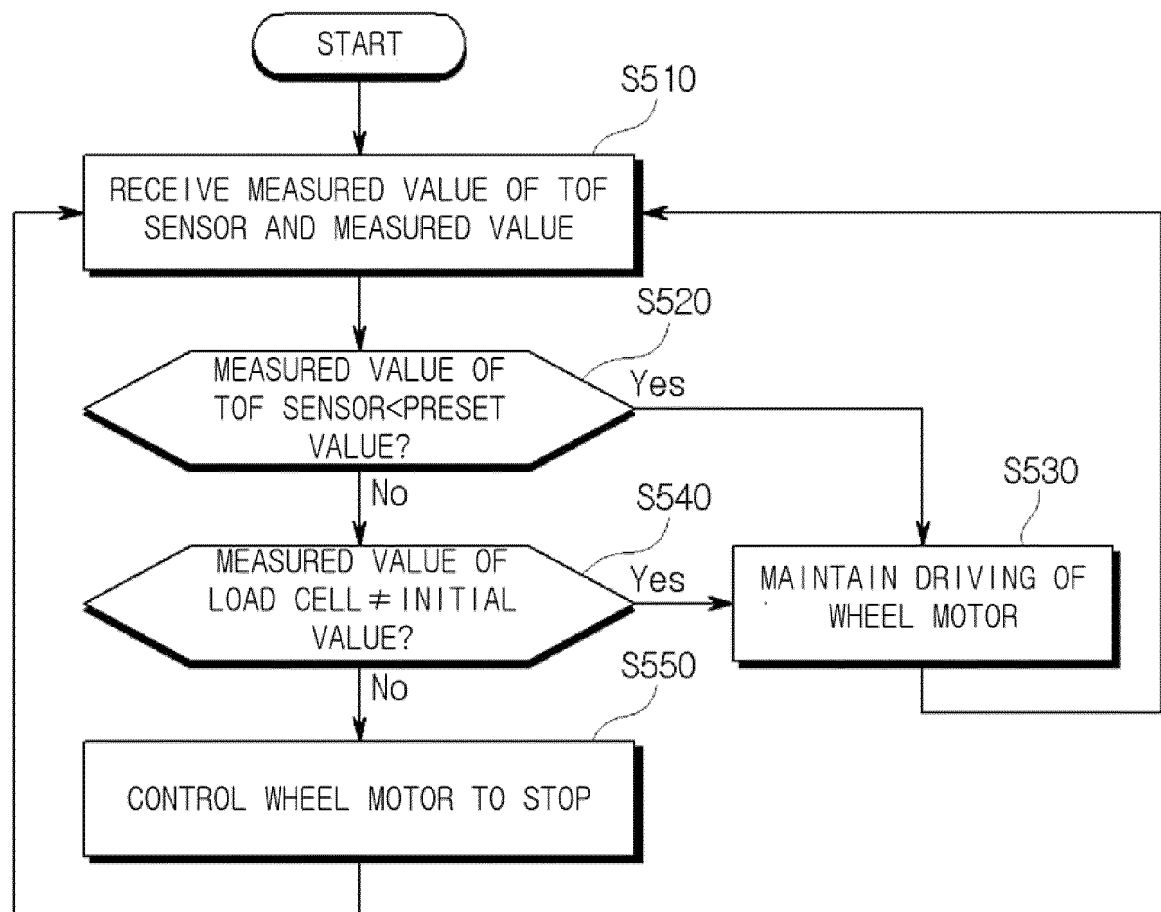 START
S510
RECEIVE MEASURED VALUE OF TOF
SENSOR AND MEASURED VALUE
S520
MEASURED VALUE OF
TOF SENSOR<PRESET
VALUE?
Yes
No
S530
MAINTAIN DRIVING OF
WHEEL MOTOR
S540
MEASURED VALUE OF
LOAD CELL≠INITIAL
VALUE?
Yes
No
S550
CONTROL WHEEL MOTOR TO STOP